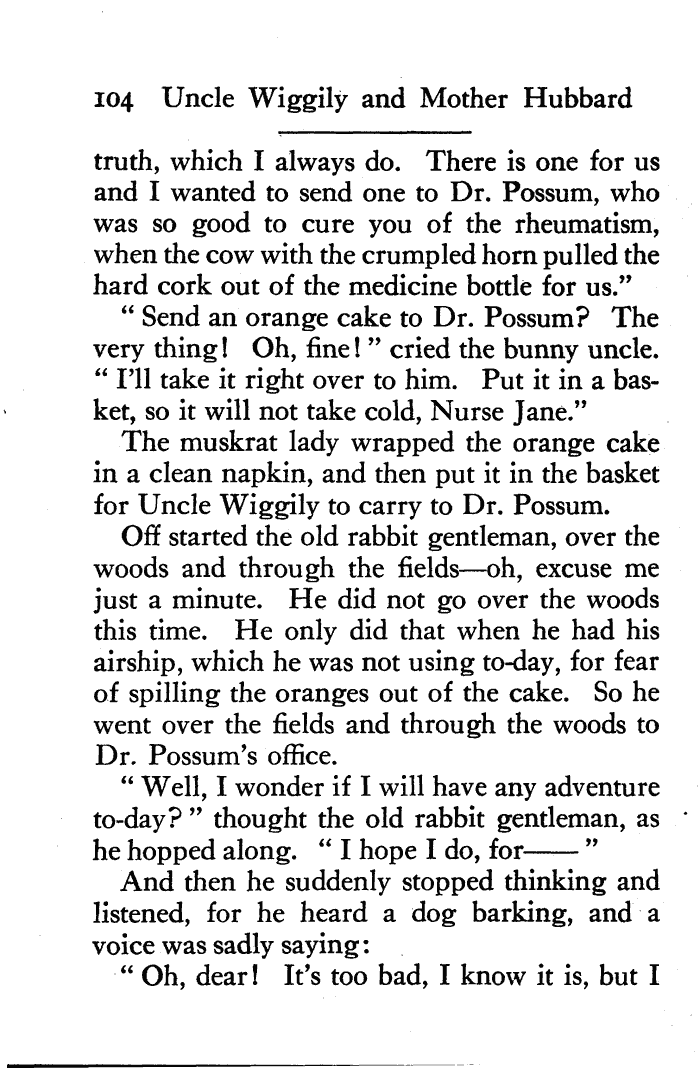 104 Uncle Wiggily and Mother Hubbard
truth, which I always do. There is one for us
and I wanted to send one to Dr. Possum, who
was so good to cure you of the rheumatism,
when the cow with the crumpled horn pulled the
hard cork out of the medicine bottle for us.”
“ Send an orange cake to Dr. Possum? The
very thing! Oh, fine! ” cried the bunny uncle.
“ I’ll take it right over to him. Put it in a bas-
ket, so it will not take cold, Nurse Jane.”
The muskrat lady wrapped the orange cake
in a clean napkin, and then put it in the basket
for Uncle Wiggily to carry to Dr. Possum.
Off started the old rabbit gentleman, over the
woods and through the fields—oh, excuse me
just a minute. He did not go over the woods
this time. He only did that when he had his
airship, which he was not using to-day, for fear
of spilling the oranges out of the cake. So he
went over the fields and through the woods to
Dr. Possum’s office.
“ Well, I wonder if I will have any adventure
to-day? ” thought the old rabbit gentleman, as
he hopped along. “ I hope I do, for—— ”
And then he suddenly stopped thinking and
listened, for he heard a dog barking, and a
voice was sadly saying:
“ Oh, dear! It’s too bad, I know it is, but I